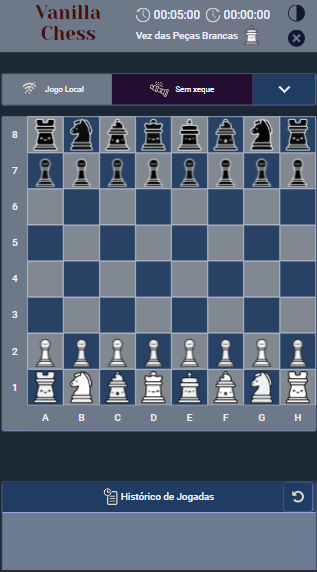 Vanilla
Chess
00:05:00 00:00:00
Vez das Peças Brancas
Jogo Local
Sem xeque
8
7
6
5
4
3
2
1
A B C D E F G H
Histórico de Jogadas